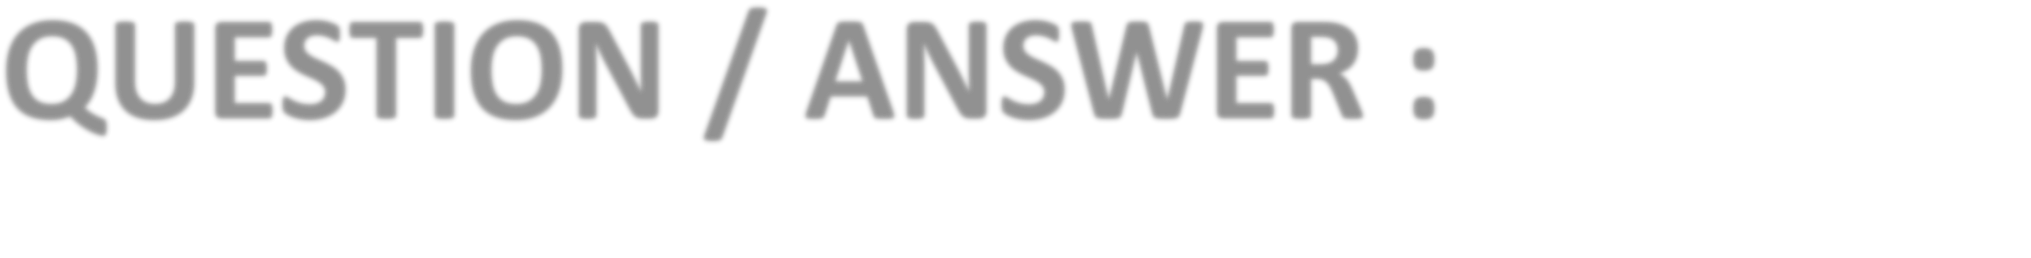 QUESTION / ANSWER :